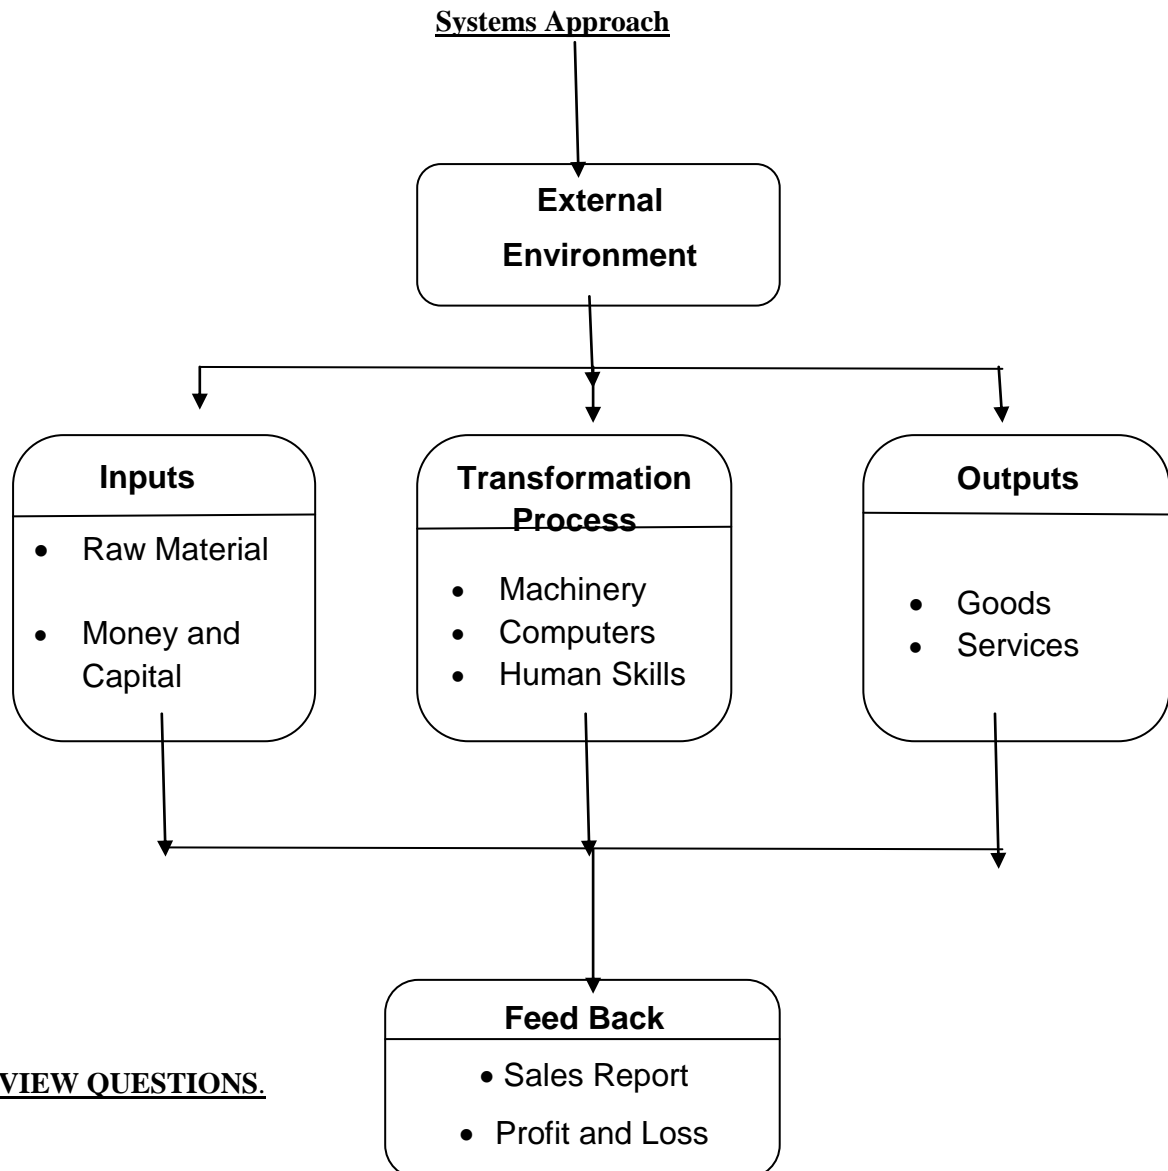 Systems Approach
External
Environment
Inputs
• Raw Material
• Money and
Capital
Transformation
Process
• Machinery
• Computers
• Human Skills
Outputs
• Goods
• Services
Feed Back
• Sales Report
• Profit and Loss
VIEW QUESTIONS.